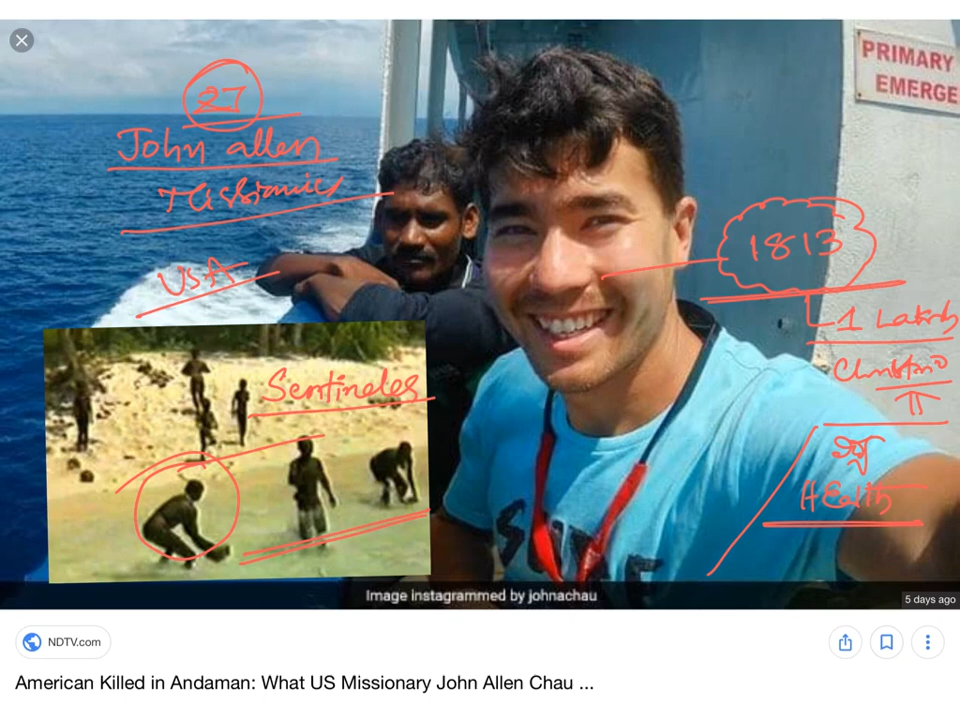 PRIMARY
EMERGE
27
John allen
USA
1813
Sentineles
HEalth
SURE
Image instagrammed by johnachau
5 days ago
NDTV.com
American Killed in Andaman: What US Missionary John Allen Chau ...